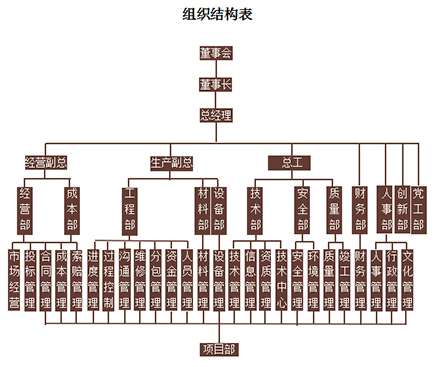 组织结构表
董事会
董事长
总经理
经营副总
生产副总
总工
经营部
成本部
工程部
材料部
设备部
技术部
安全部
质量部
财务部
人事部
创新部
党工部
市场经营
投标管理
合同管理
成本管理
索赔管理
进度管理
过程控制
沟通管理
维修管理
分包管理
资金管理
人员管理
材料管理
设备管理
技术管理
信息管理
资质管理
技术中心
安全管理
环境管理
质量管理
竣工管理
财务管理
人事管理
行政管理
文化管理
项目部